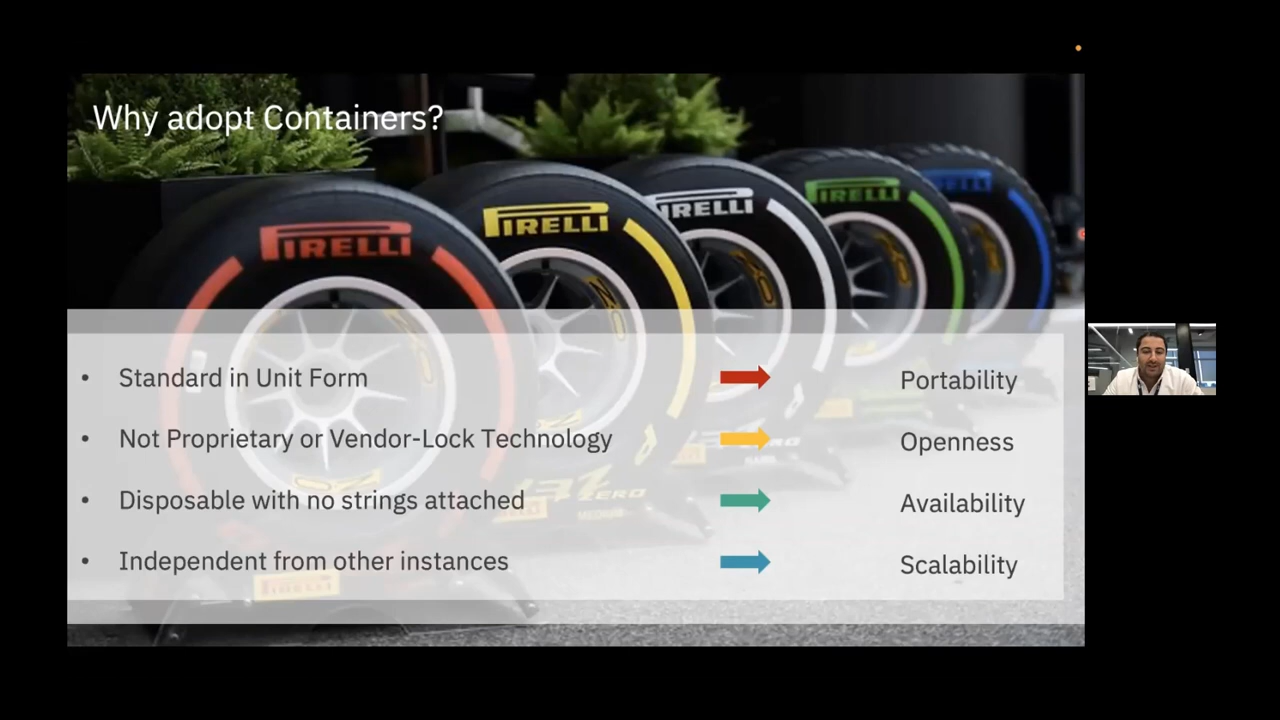 Why adopt Containers?
PIRELLI
PIRELLI
PIRELLI
PIRELLI
PIRELLI
• Standard in Unit Form
Portability
• Not Proprietary or Vendor-Lock Technology
Openness
• Disposable with no strings attached
Availability
• Independent from other instances
Scalability